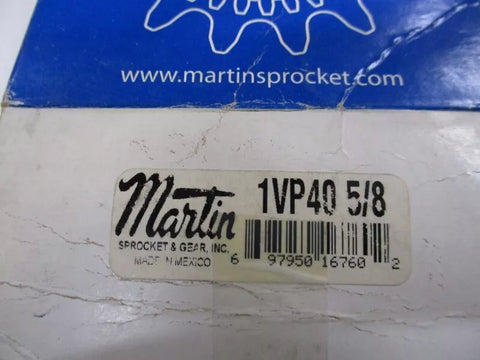 www.martinsprocket.com
Martin
1VP40 5/8
SPROCKET & GEAR, INC.
MADE IN MEXICO
6 97950 16760 2